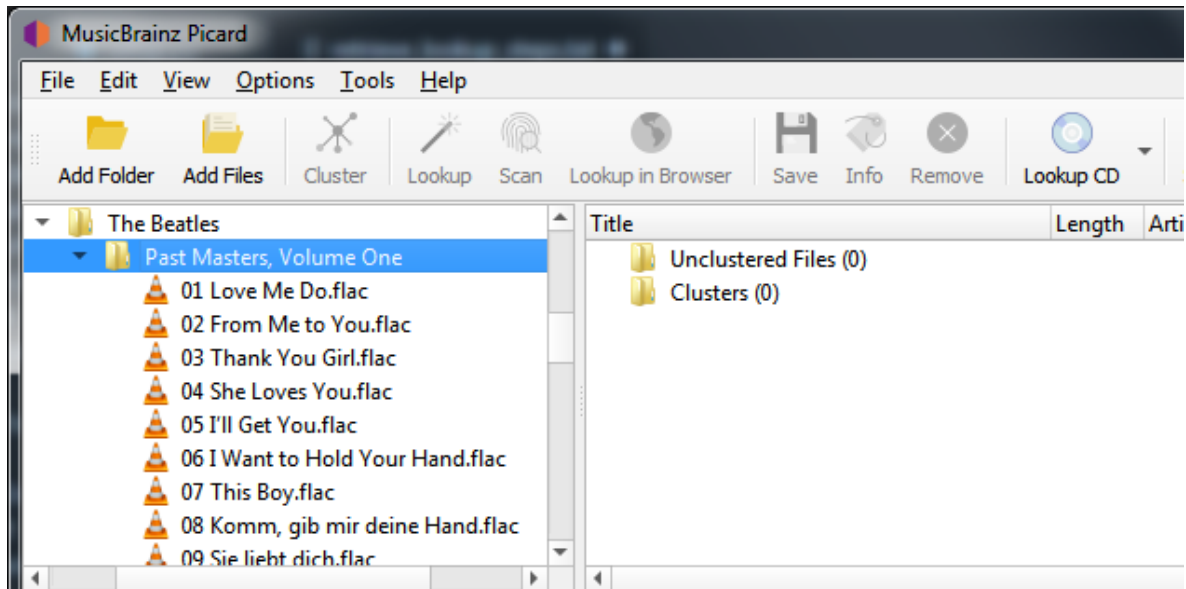 MusicBrainz Picard
File Edit View Options Tools Help
Add Folder Add Files Cluster Lookup Scan Lookup in Browser Save Info Remove Lookup CD
The Beatles
Past Masters, Volume One
01 Love Me Do.flac
02 From Me to You.flac
03 Thank You Girl.flac
04 She Loves You.flac
05 I'll Get You.flac
06 I Want to Hold Your Hand.flac
07 This Boy.flac
08 Komm, gib mir deine Hand.flac
09 Sie liebt dich.flac
Title Length Arti
Unclustered Files (0)
Clusters (0)